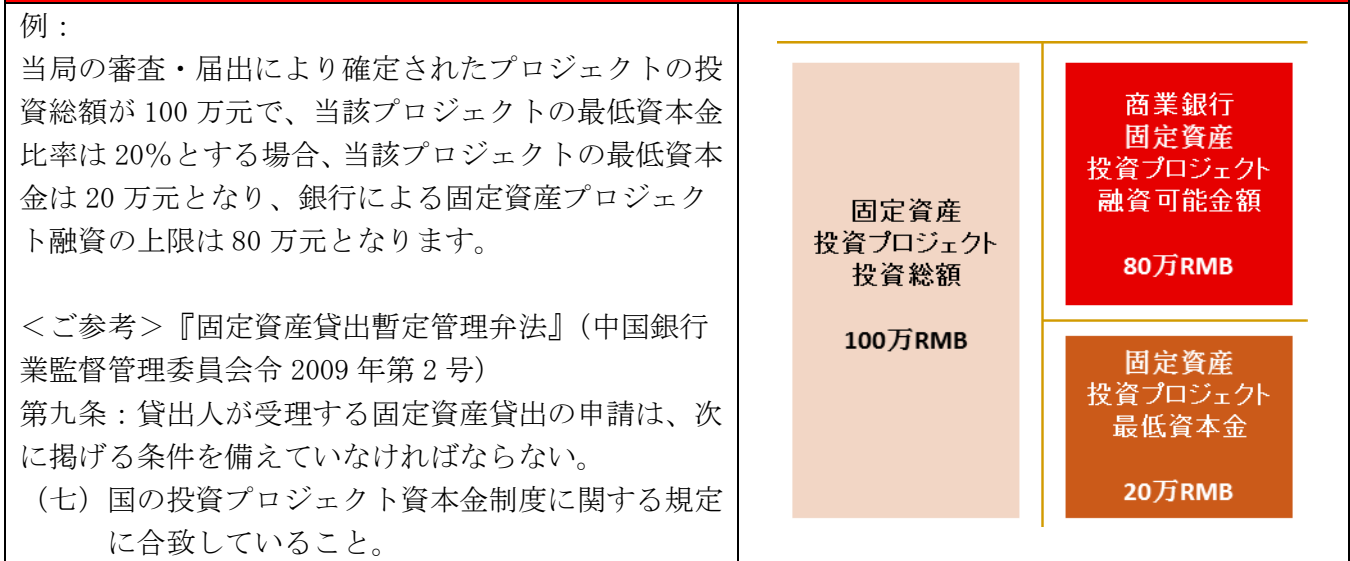 例：
当局の審査・届出により確定されたプロジェクトの投
資総額が 100 万元で、当該プロジェクトの最低資本金
比率は 20％とする場合、当該プロジェクトの最低資本
金は 20 万元となり、銀行による固定資産プロジェク
ト融資の上限は 80 万元となります。
＜ご参考＞『固定資産貸出暫定管理弁法』（中国銀行
業監督管理委員会令 2009 年第 2 号）
第九条：貸出人が受理する固定資産貸出の申請は、次
に掲げる条件を備えていなければならない。
（七）国の投資プロジェクト資本金制度に関する規定
に合致していること。
固定資産
投資プロジェクト
投資総額
100万RMB
商業銀行
固定資産
投資プロジェクト
融資可能金額
80万RMB
固定資産
投資プロジェクト
最低資本金
20万RMB